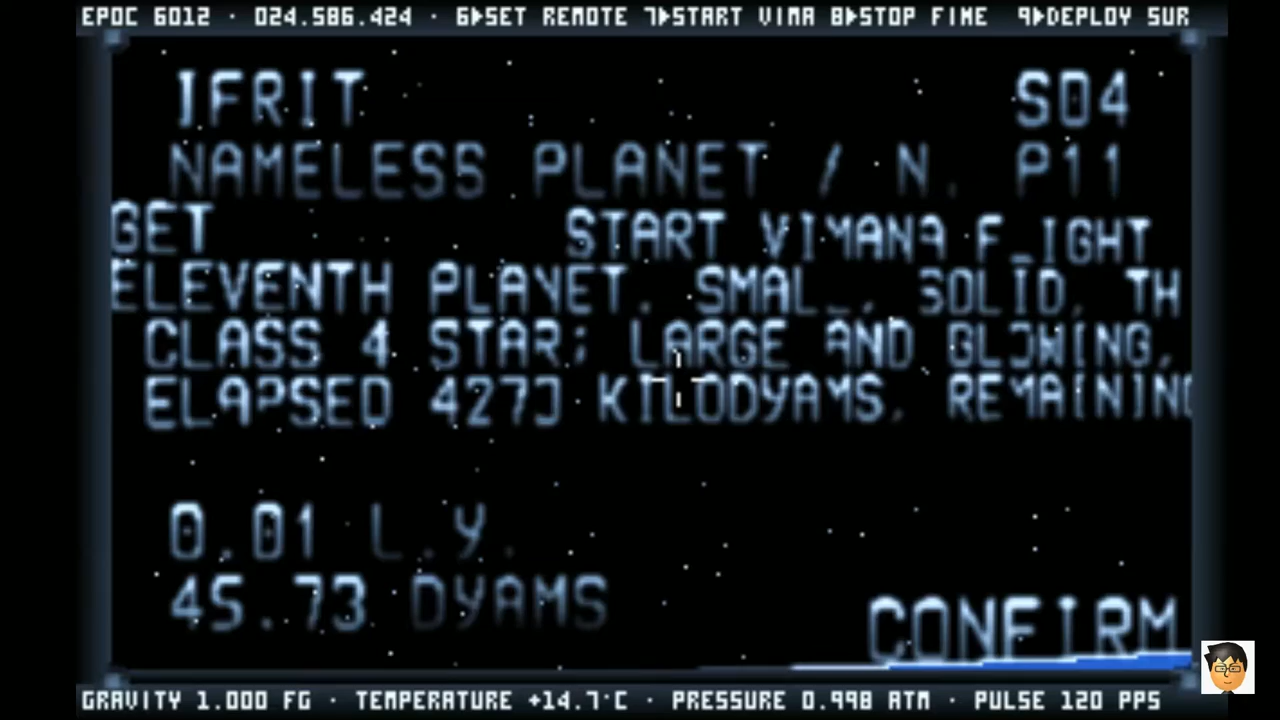 EPOC 6012 · 024.586.424 · 6▶SET REMOTE 7▶START VIMA 8▶STOP FIME 9▶DEPLOY SUR
IFRIT S04
NAMELESS PLANET / N. P11
GET START VIMANA FLIGHT
ELEVENTH PLANET. SMALL, SOLID, TH
CLASS 4 STAR; LARGE AND GLOWING,
ELAPSED 4270 KILODYAMS, REMAINING
0.01 L.Y.
45.73 DYAMS
CONFIRM
GRAVITY 1.000 FG · TEMPERATURE +14.7°C · PRESSURE 0.998 ATM · PULSE 120 PPS